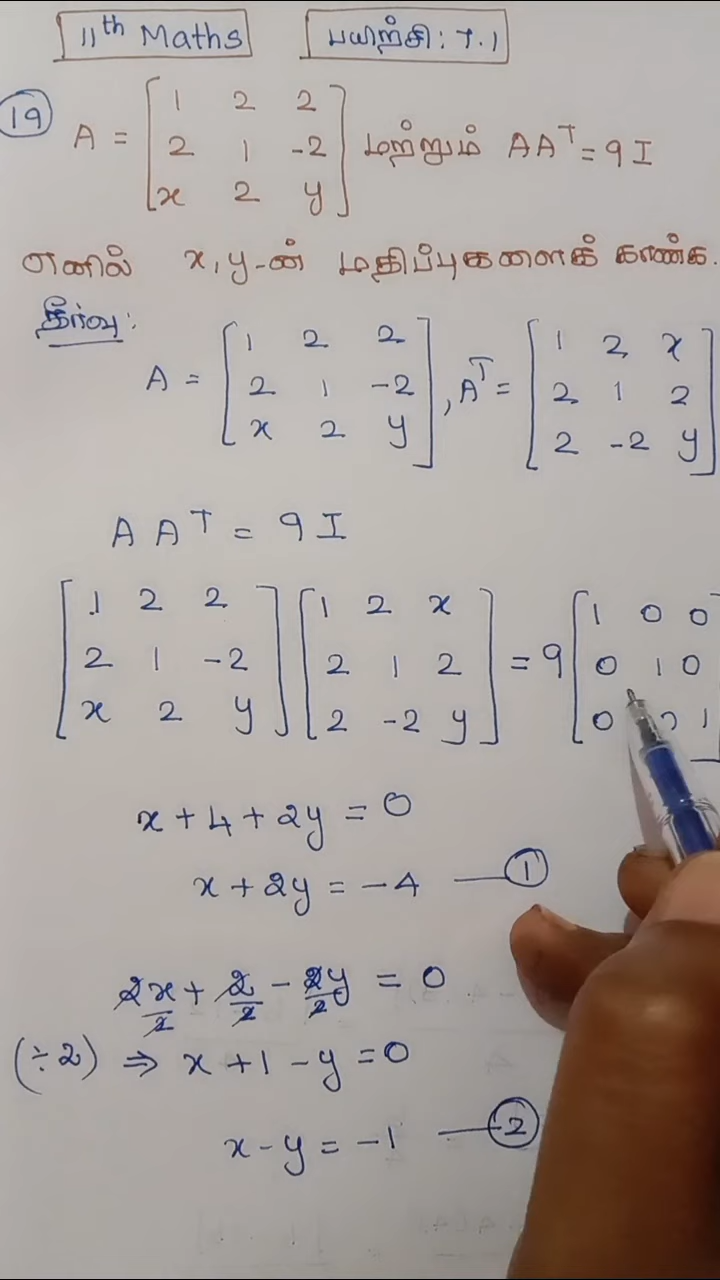 11th Maths பயிற்சி: 7.1
19 A = [1 2 2
2 1 -2
x 2 y] மற்றும் AAᵀ = 9I
எனில் x, y-ன் மதிப்புகளைக் காண்க.
தீர்வு:
A = [1 2 2
2 1 -2
x 2 y], Aᵀ = [1 2 x
2 1 2
2 -2 y]
AAᵀ = 9I
[1 2 2
2 1 -2
x 2 y] [1 2 x
2 1 2
2 -2 y] = 9 [1 0 0
0 1 0
0 1]
x + 4 + 2y = 0
x + 2y = -4 — ①
2x/2 + 2/2 - 2y/2 = 0
(÷2) ⇒ x + 1 - y = 0
x - y = -1 — ②